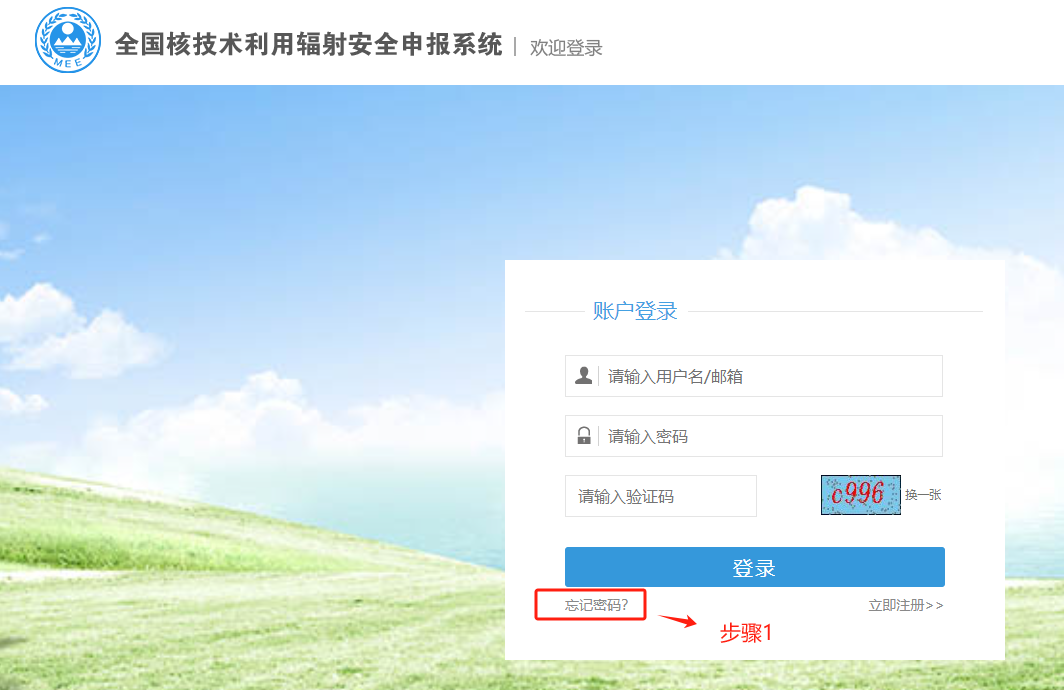 MEE
全国核技术利用辐射安全申报系统 | 欢迎登录
账户登录
请输入用户名/邮箱
请输入密码
请输入验证码 c996 换一张
登录
忘记密码? 立即注册>>
步骤1